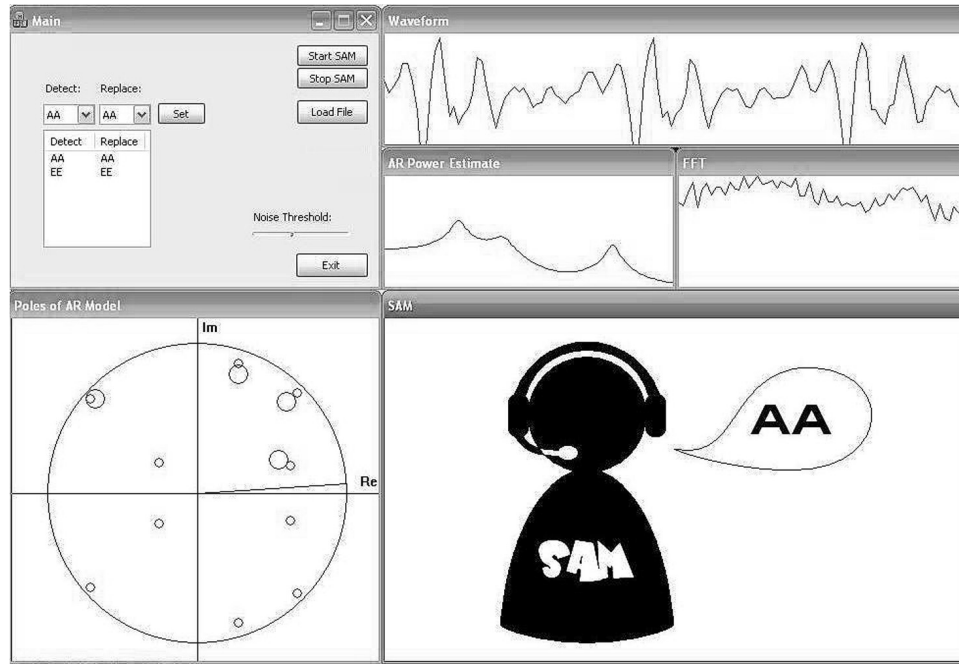 Main
Start SAM
Stop SAM
Detect: Replace:
AA AA Set
Load File
Detect Replace
AA AA
EE EE
Noise Threshold:
Exit
Waveform
AR Power Estimate
FFT
Poles of AR Model
Im
Re
SAM
AA
SAM